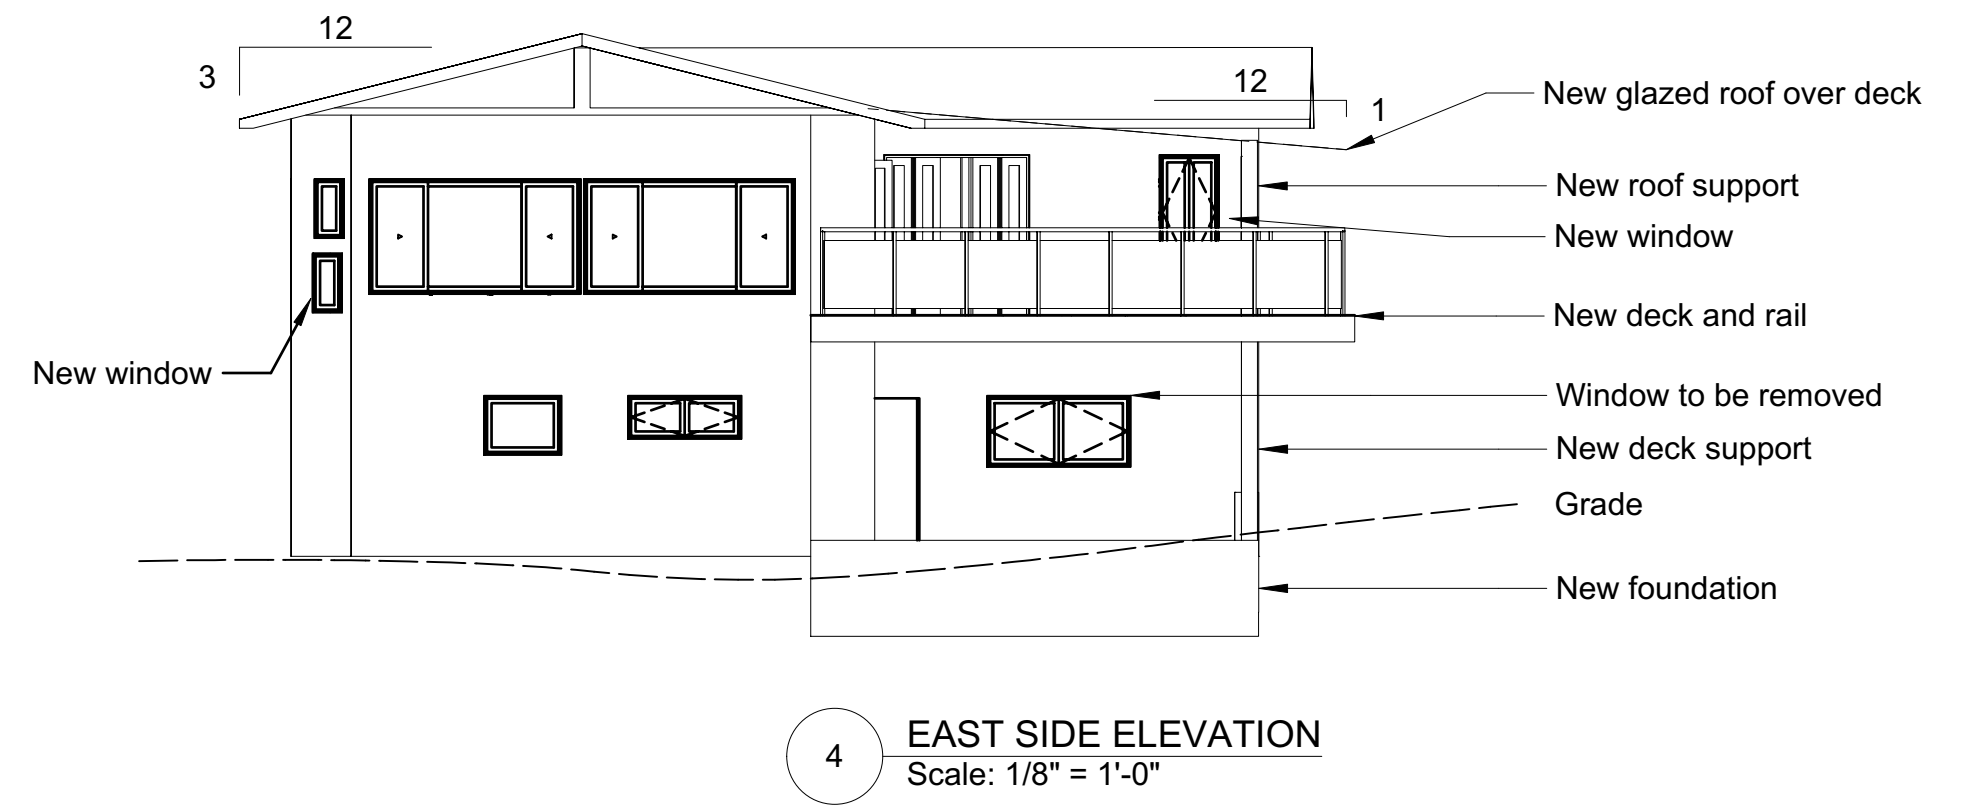 12
3
12
1
New glazed roof over deck
New roof support
New window
New deck and rail
New window
Window to be removed
New deck support
Grade
New foundation
4
EAST SIDE ELEVATION
Scale: 1/8" = 1'-0"